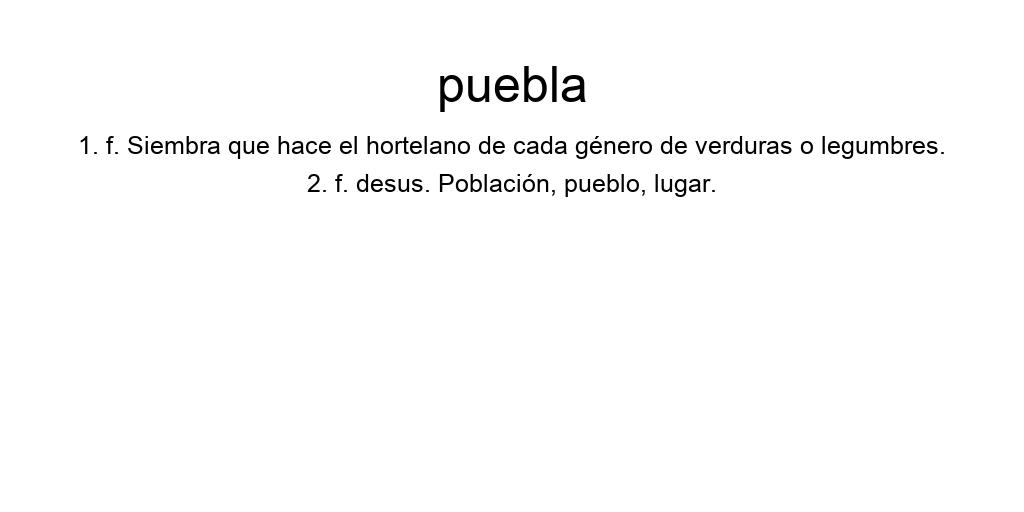 puebla
1. f. Siembra que hace el hortelano de cada género de verduras o legumbres.
2. f. desus. Población, pueblo, lugar.